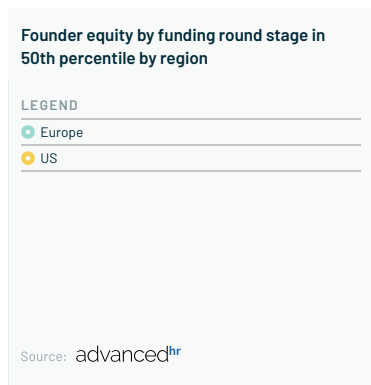 Founder equity by funding round stage in
50th percentile by region
LEGEND
Europe
US
Source: advancedhr